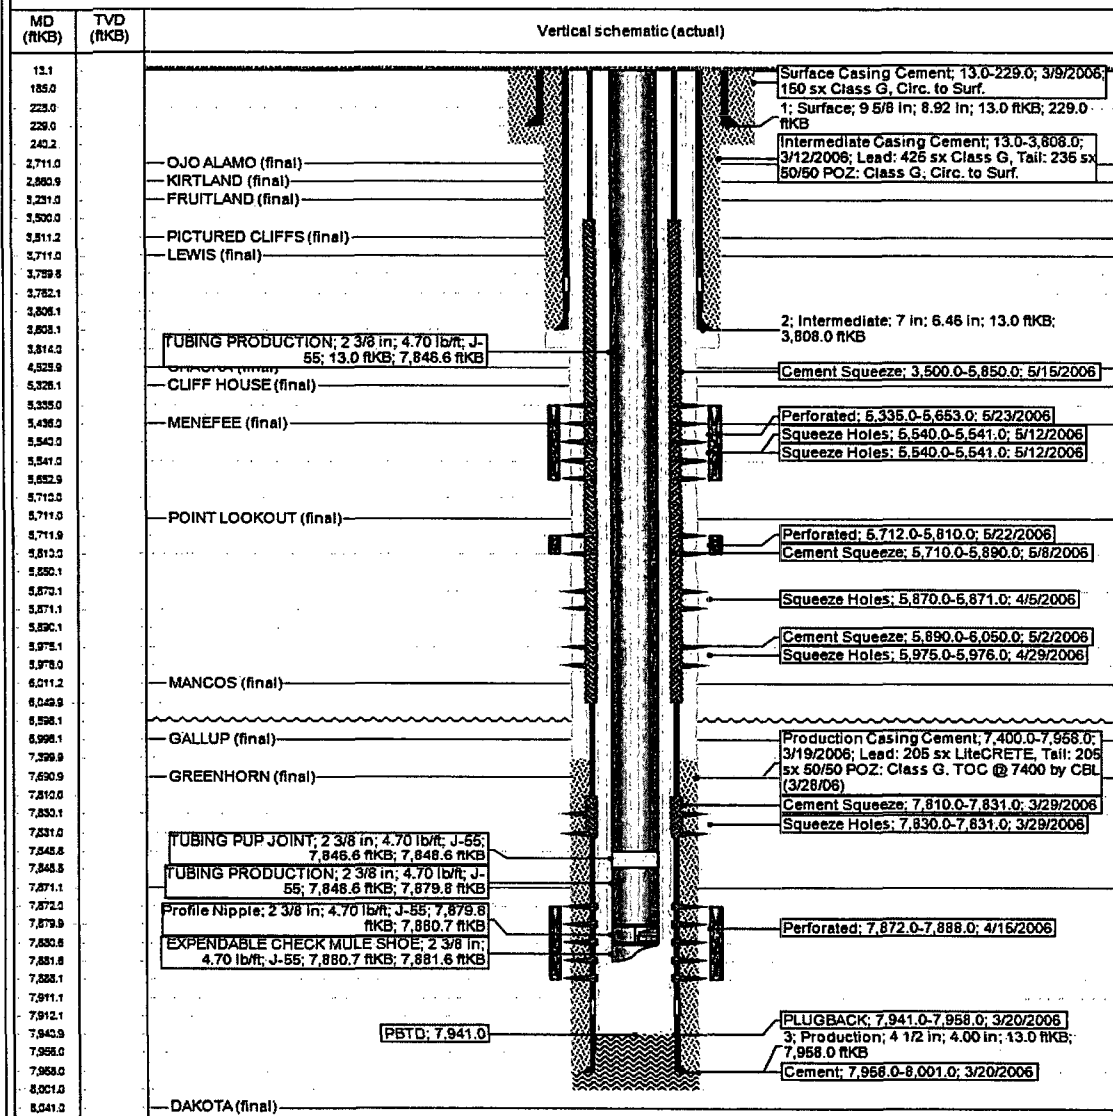 MD
(ftKB)
TVD
(ftKB)
Vertical schematic (actual)
13.1
185.0
228.0
229.0
240.2
2,711.0
2,880.9
3,231.0
3,500.0
3,511.2
3,711.0
3,762.1
3,808.1
3,814.3
5,335.0
5,436.0
5,540.0
5,541.0
5,652.9
5,710.0
5,711.0
5,711.9
5,810.0
5,850.1
5,870.1
5,871.1
5,890.1
5,975.1
5,976.0
6,011.2
6,049.9
6,998.1
7,399.9
7,690.9
7,810.0
7,830.1
7,831.0
7,871.1
7,872.0
7,879.9
7,880.6
7,881.6
7,888.1
7,911.1
7,912.1
7,940.9
7,956.0
7,958.0
8,001.0
8,041.0
OJO ALAMO (final)
KIRTLAND (final)
FRUITLAND (final)
PICTURED CLIFFS (final)
LEWIS (final)
TUBING PRODUCTION; 2 3/8 in; 4.70 lb/ft; J-
55; 13.0 ftKB; 7,846.6 ftKB
CLIFF HOUSE (final)
MENEFEE (final)
POINT LOOKOUT (final)
MANCOS (final)
GALLUP (final)
GREENHORN (final)
TUBING PUP JOINT; 2 3/8 in; 4.70 lb/ft; J-55;
7,846.6 ftKB; 7,848.6 ftKB
TUBING PRODUCTION; 2 3/8 in; 4.70 lb/ft; J-
55; 7,848.6 ftKB; 7,879.8 ftKB
Profile Nipple; 2 3/8 in; 4.70 lb/ft; J-55; 7,879.8
ftKB; 7,880.7 ftKB
EXPENDABLE CHECK MULE SHOE; 2 3/8 in;
4.70 lb/ft; J-55; 7,880.7 ftKB; 7,881.6 ftKB
PBTD; 7,941.0
DAKOTA (final)
Surface Casing Cement; 13.0-229.0; 3/9/2006;
150 sx Class G, Circ. to Surf.
1; Surface; 9 5/8 in; 8.92 in; 13.0 ftKB; 229.0
ftKB
Intermediate Casing Cement; 13.0-3,808.0;
3/12/2006; Lead: 425 sx Class G, Tail: 235 sx
50/50 POZ: Class G, Circ. to Surf.
2; Intermediate; 7 in; 6.46 in; 13.0 ftKB;
3,808.0 ftKB
Cement Squeeze; 3,500.0-5,850.0; 5/15/2006
Perforated; 5,335.0-5,653.0; 5/23/2006
Squeeze Holes; 5,540.0-5,541.0; 5/12/2006
Squeeze Holes; 5,540.0-5,541.0; 5/12/2006
Perforated; 5,712.0-5,810.0; 5/22/2006
Cement Squeeze; 5,710.0-5,890.0; 5/8/2006
Squeeze Holes; 5,870.0-5,871.0; 4/5/2006
Cement Squeeze; 5,890.0-6,050.0; 5/2/2006
Squeeze Holes; 5,975.0-5,976.0; 4/29/2006
Production Casing Cement; 7,400.0-7,958.0;
3/19/2006; Lead: 205 sx LiteCRETE, Tail: 205
sx 50/50 POZ: Class G. TOC @ 7400 by CBL
(3/28/06)
Cement Squeeze; 7,810.0-7,831.0; 3/29/2006
Squeeze Holes; 7,830.0-7,831.0; 3/29/2006
Perforated; 7,872.0-7,888.0; 4/15/2006
PLUGBACK; 7,941.0-7,958.0; 3/20/2006
3; Production; 4 1/2 in; 4.00 in; 13.0 ftKB;
7,958.0 ftKB
Cement; 7,958.0-8,001.0; 3/20/2006